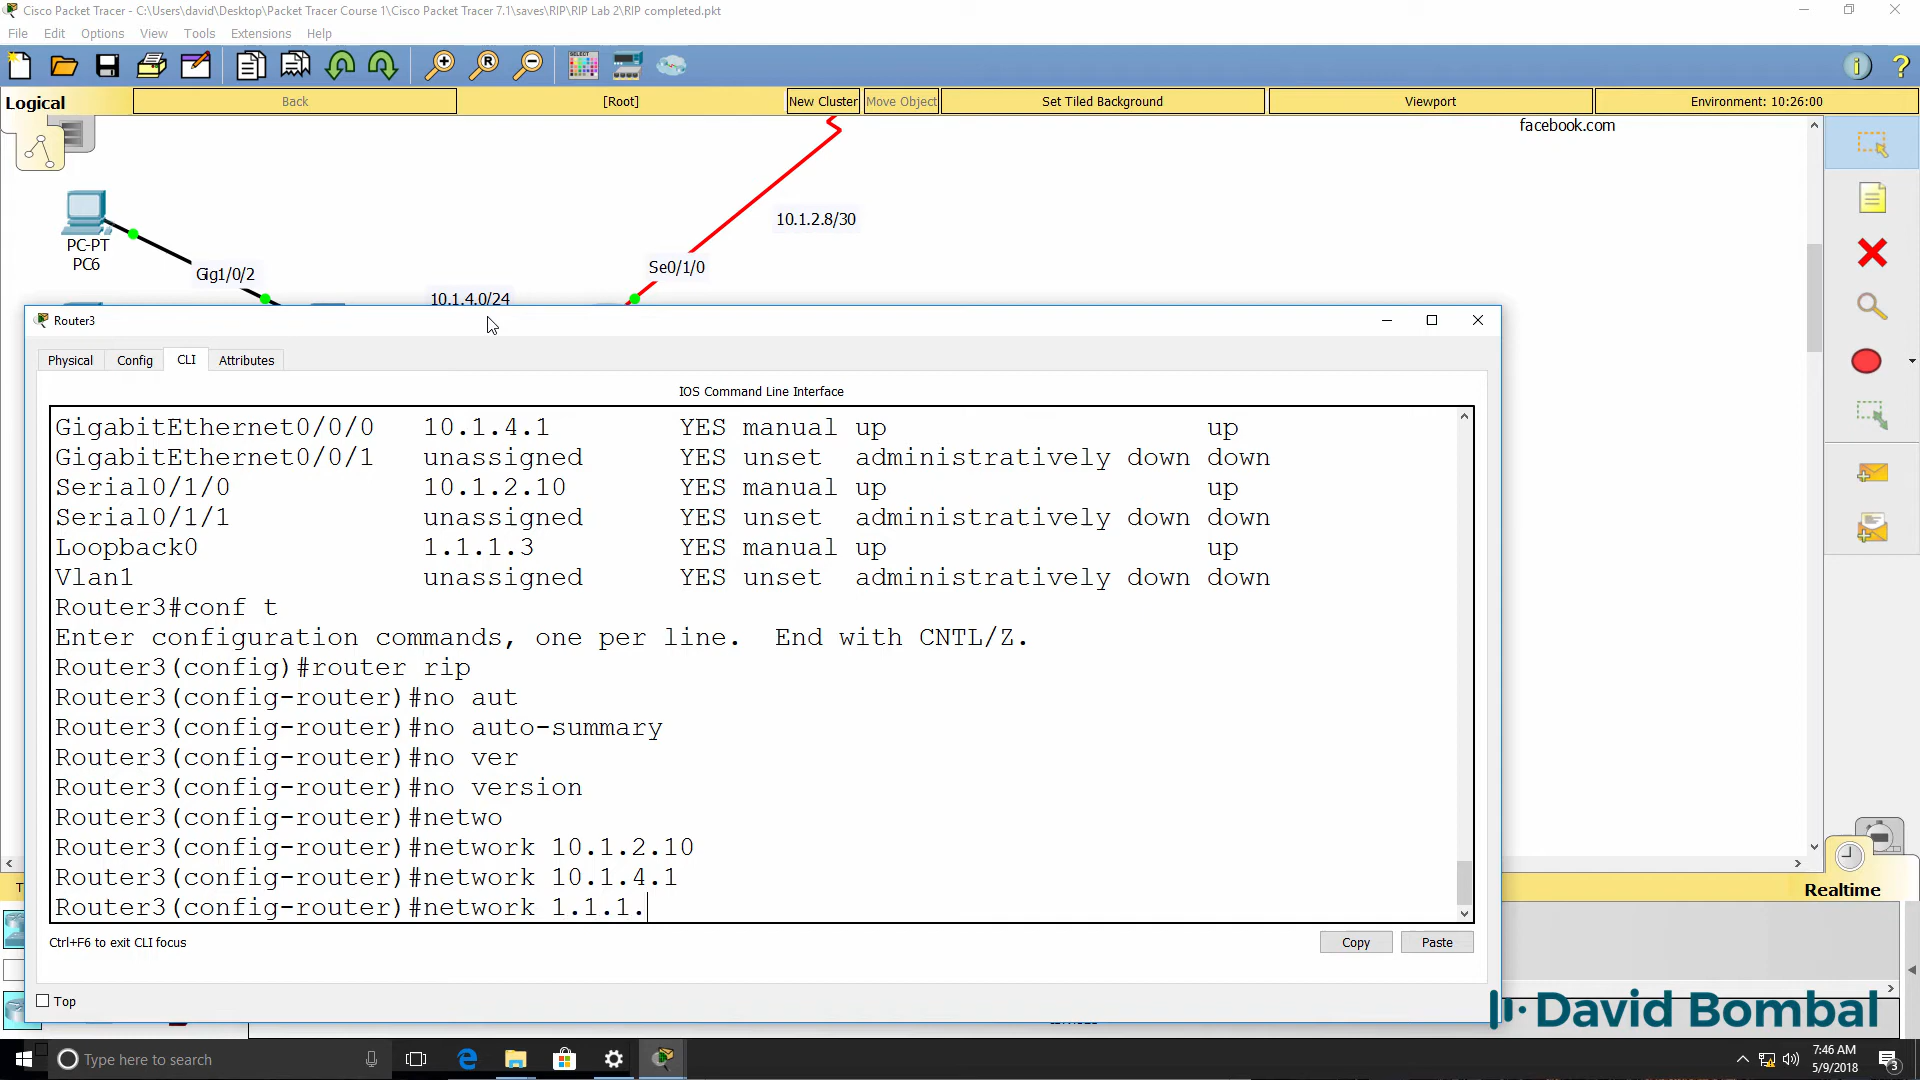 Cisco Packet Tracer - C:\Users\david\Desktop\Packet Tracer Course 1\Cisco Packet Tracer 7.1\saves\RIP\RIP Lab 2\RIP completed.pkt
File Edit Options View Tools Extensions Help
Logical Back [Root] New Cluster Move Object Set Tiled Background Viewport Environment: 10:26:00
facebook.com
10.1.2.8/30
PC-PT
PC6
Gig1/0/2
Se0/1/0
10.1.4.0/24
Router3
Physical Config CLI Attributes
IOS Command Line Interface
GigabitEthernet0/0/0 10.1.4.1 YES manual up up
GigabitEthernet0/0/1 unassigned YES unset administratively down down
Serial0/1/0 10.1.2.10 YES manual up up
Serial0/1/1 unassigned YES unset administratively down down
Loopback0 1.1.1.3 YES manual up up
Vlan1 unassigned YES unset administratively down down
Router3#conf t
Enter configuration commands, one per line. End with CNTL/Z.
Router3(config)#router rip
Router3(config-router)#no aut
Router3(config-router)#no auto-summary
Router3(config-router)#no ver
Router3(config-router)#no version
Router3(config-router)#netwo
Router3(config-router)#network 10.1.2.10
Router3(config-router)#network 10.1.4.1
Router3(config-router)#network 1.1.1.
Realtime
Ctrl+F6 to exit CLI focus Copy Paste
Top
David Bombal
Type here to search
7:46 AM
5/9/2018
3